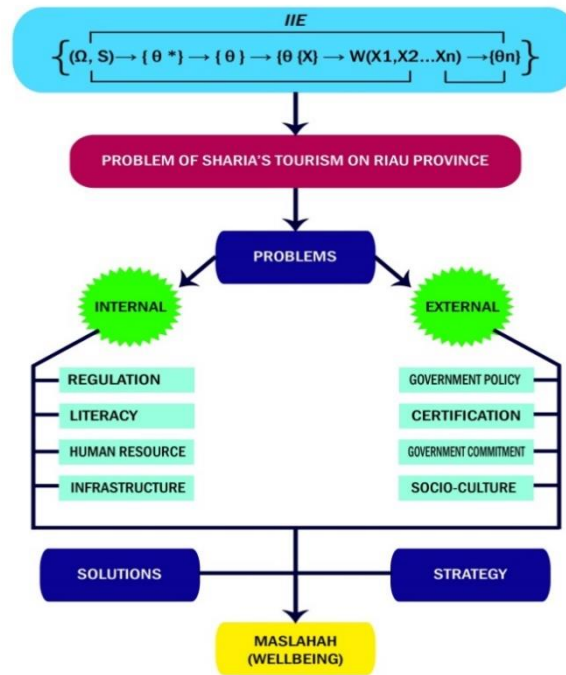 IIE
{(Ω, S)→{ θ *}→{ θ }→{θ {X}→W(X1,X2...Xn) →{θn}}
PROBLEM OF SHARIA'S TOURISM ON RIAU PROVINCE
PROBLEMS
INTERNAL
EXTERNAL
REGULATION
LITERACY
HUMAN RESOURCE
INFRASTRUCTURE
GOVERNMENT POLICY
CERTIFICATION
GOVERNMENT COMMITMENT
SOCIO-CULTURE
SOLUTIONS
STRATEGY
MASLAHAH
(WELLBEING)